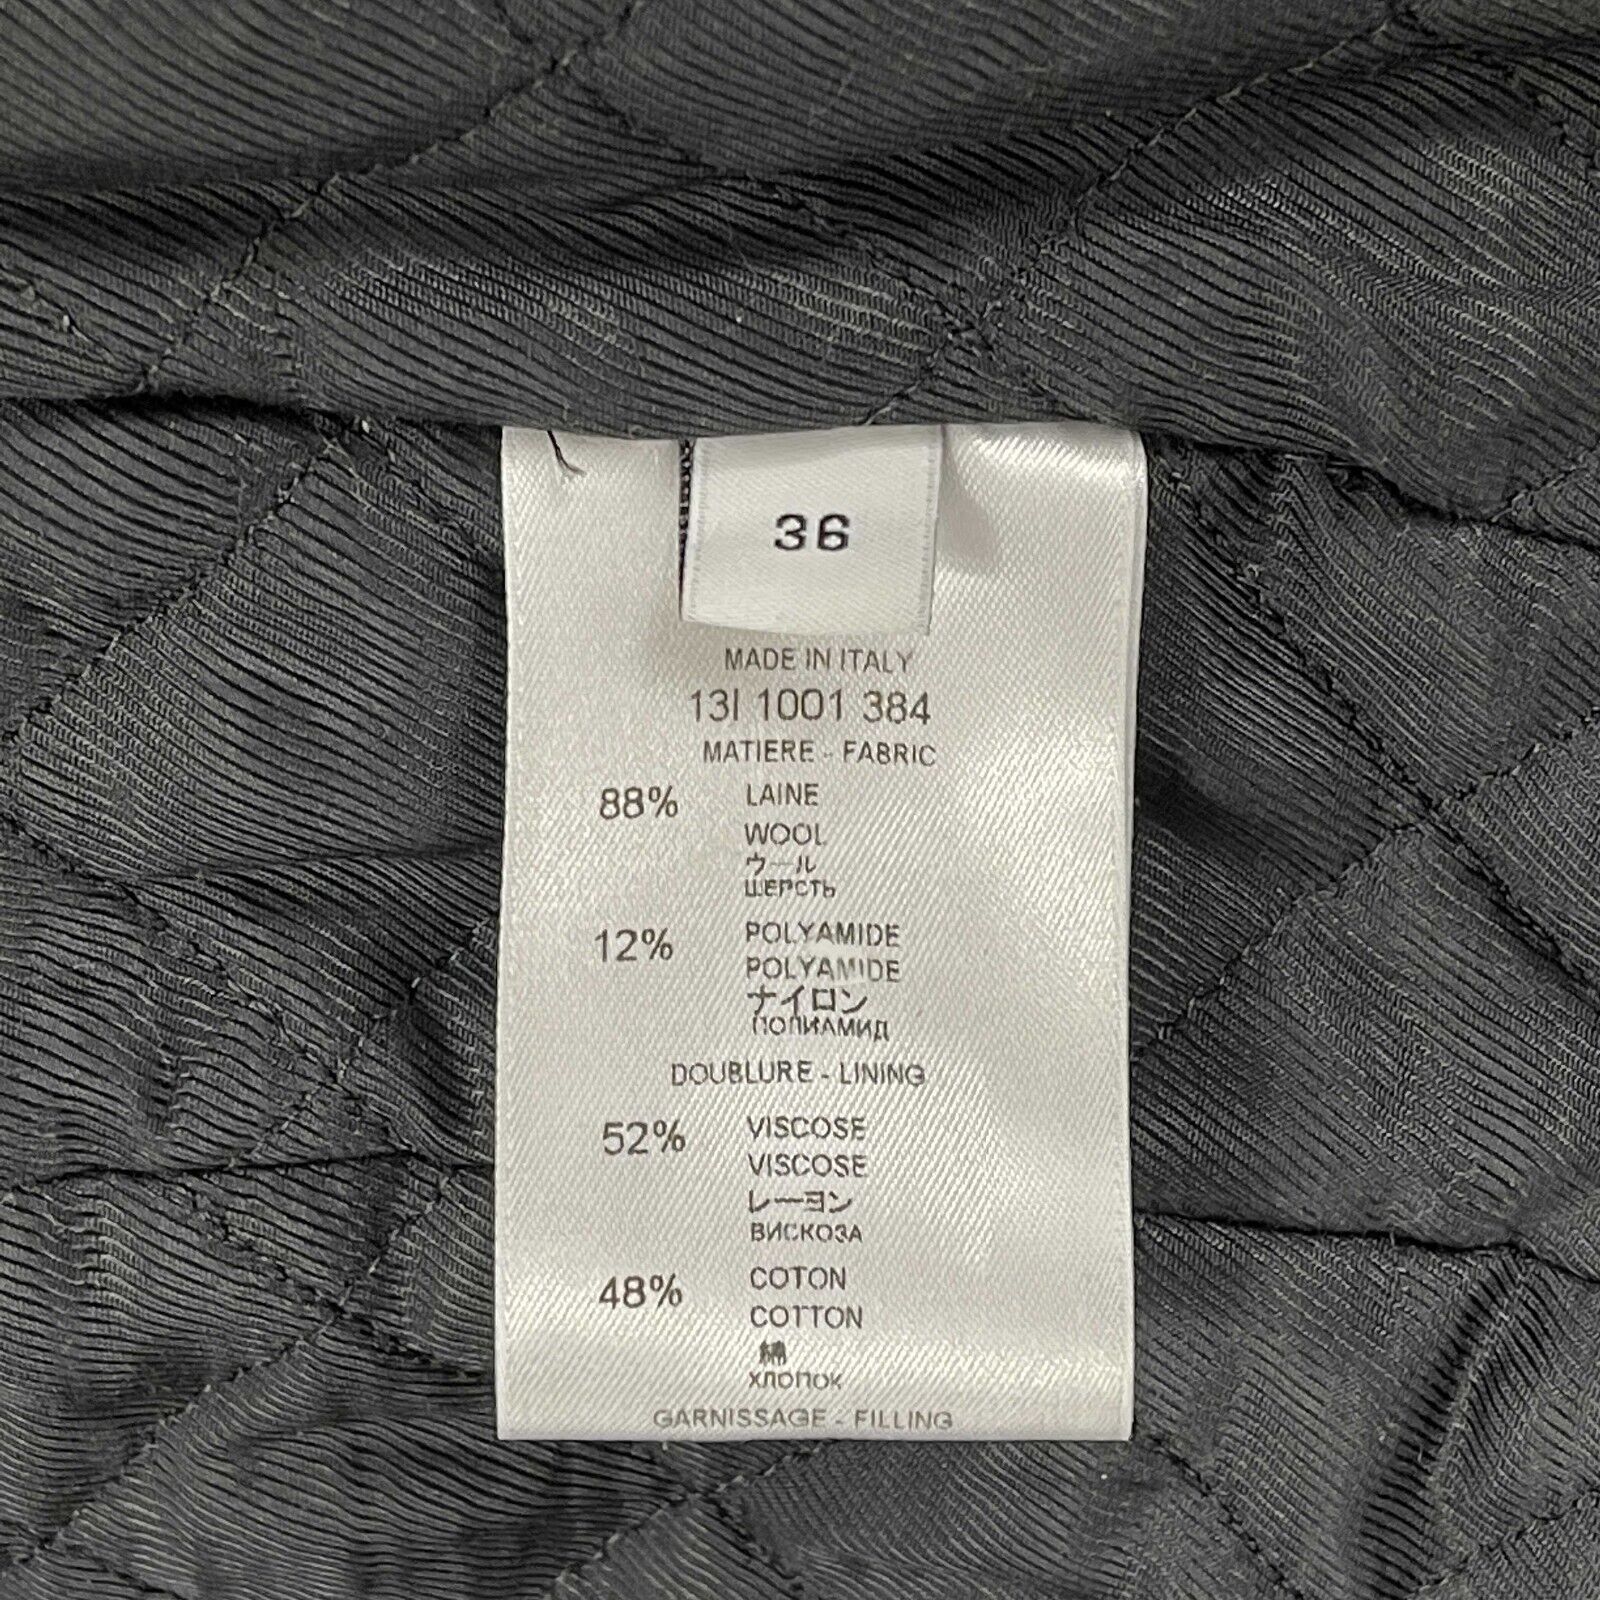 36
MADE IN ITALY
13I 1001 384
MATIERE - FABRIC
88% LAINE
WOOL
ウール
ШЕРСТЬ
12% POLYAMIDE
POLYAMIDE
ナイロン
ПОЛИАМИД
DOUBLURE - LINING
52% VISCOSE
VISCOSE
レーヨン
ВИСКОЗА
48% COTON
COTTON
綿
ХЛОПОК
GARNISSAGE - FILLING